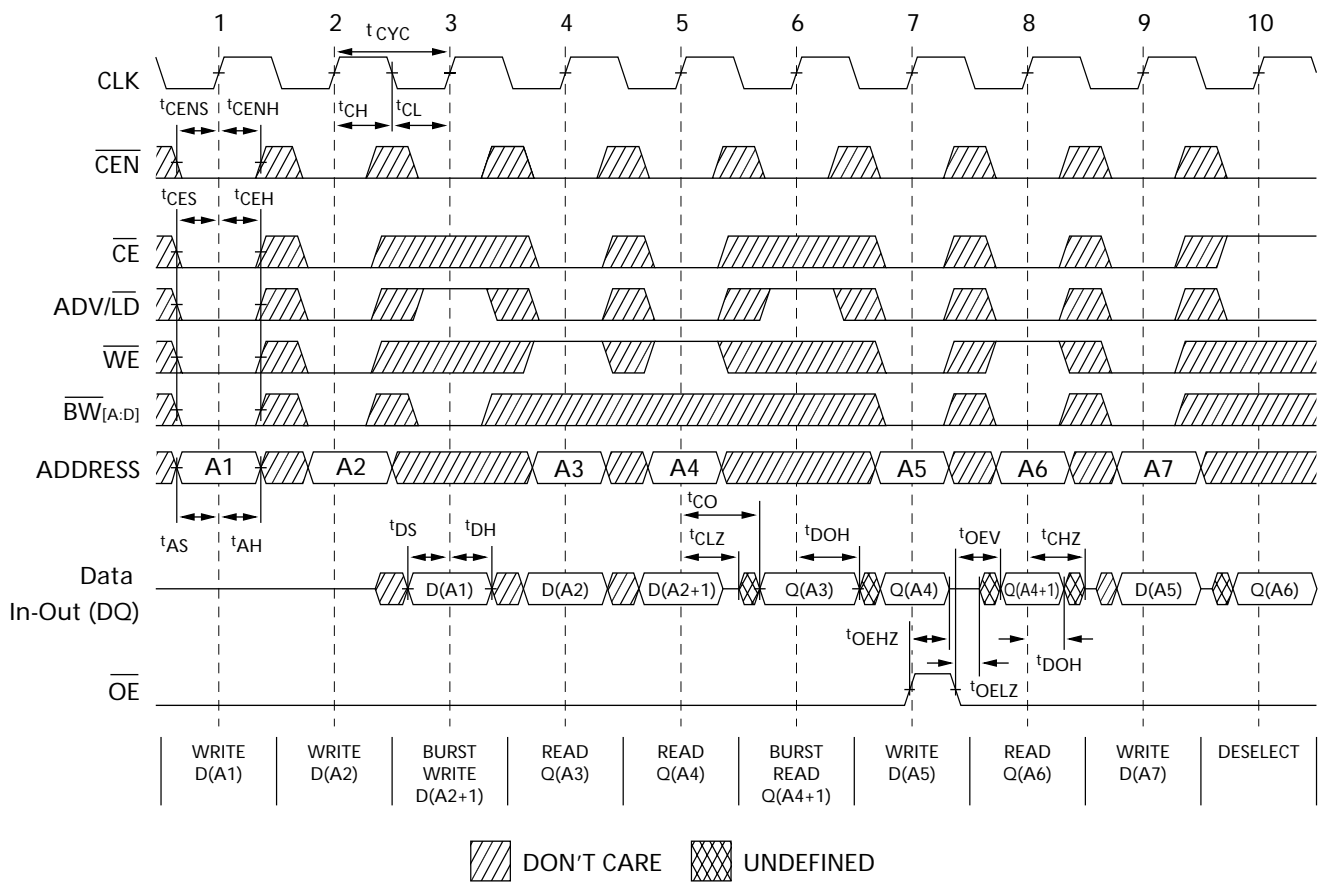 1 2 3 4 5 6 7 8 9 10
tCYC
CLK
tCENS tCENH tCH tCL
CEN
tCES tCEH
CE
ADV/LD
WE
BW[A:D]
ADDRESS A1 A2 A3 A4 A5 A6 A7
tCO
tAS tAH tDS tDH tCLZ tDOH tOEV tCHZ
Data
In-Out (DQ)
D(A1) D(A2) D(A2+1) Q(A3) Q(A4) Q(A4+1) D(A5) Q(A6)
tOEHZ tDOH
tOELZ
OE
WRITE
D(A1)
WRITE
D(A2)
BURST
WRITE
D(A2+1)
READ
Q(A3)
READ
Q(A4)
BURST
READ
Q(A4+1)
WRITE
D(A5)
READ
Q(A6)
WRITE
D(A7)
DESELECT
DON'T CARE UNDEFINED